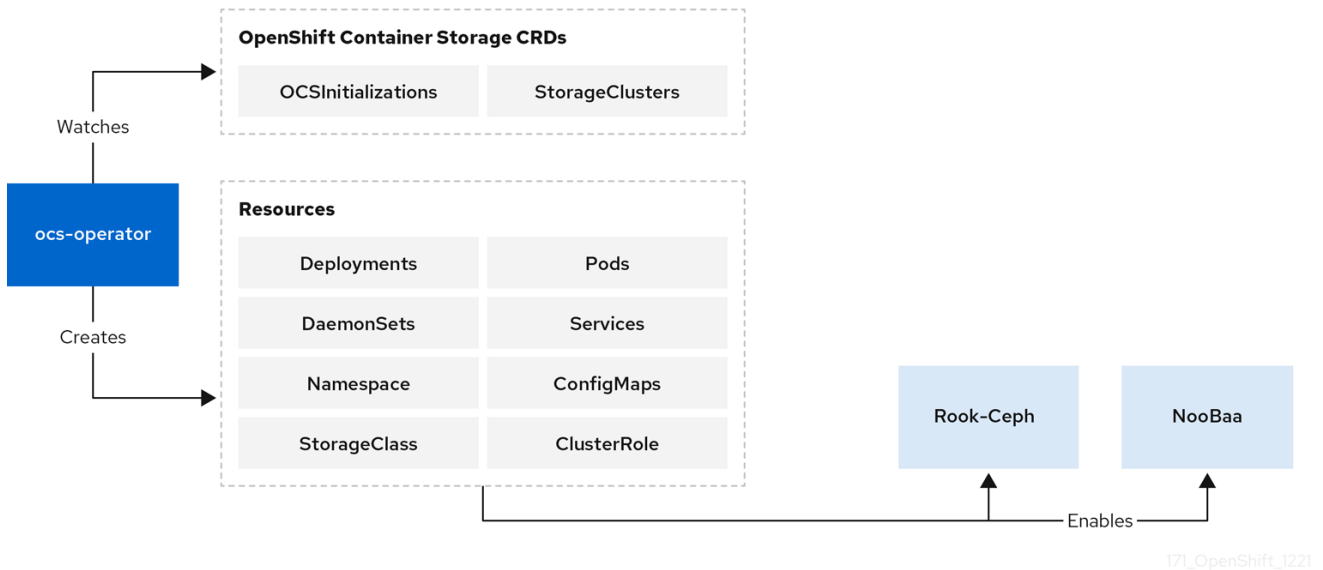 OpenShift Container Storage CRDs
OCSInitializations
StorageClusters
Watches
ocs-operator
Creates
Resources
Deployments
Pods
DaemonSets
Services
Namespace
ConfigMaps
StorageClass
ClusterRole
Rook-Ceph
NooBaa
Enables
171_OpenShift_1221